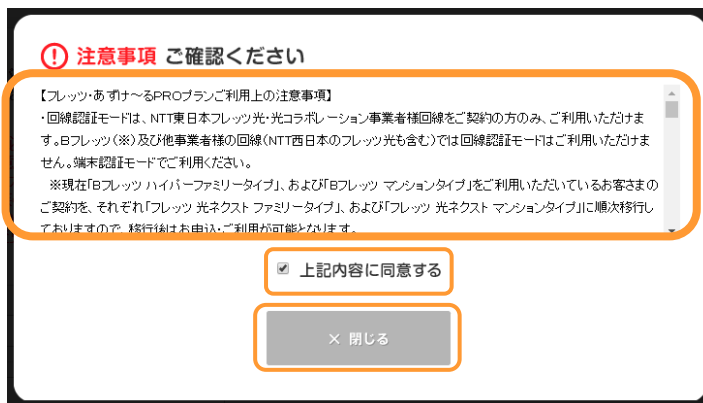 注意事項 ご確認ください
【フレッツ・あずけ～るPROプランご利用上の注意事項】
・回線認証モードは、NTT東日本フレッツ光・光コラボレーション事業者様回線をご契約の方のみ、ご利用いただけま
す。Bフレッツ(※)及び他事業者様の回線(NTT西日本のフレッツ光も含む)では回線認証モードはご利用いただけま
せん。端末認証モードでご利用ください。
※現在「Bフレッツ ハイパーファミリータイプ」、および「Bフレッツ マンションタイプ」をご利用いただいているお客さまの
ご契約を、それぞれ「フレッツ 光ネクスト ファミリータイプ」、および「フレッツ 光ネクスト マンションタイプ」に順次移行し
ておりますので、移行後はお申込・ご利用が可能となります。
上記内容に同意する
× 閉じる